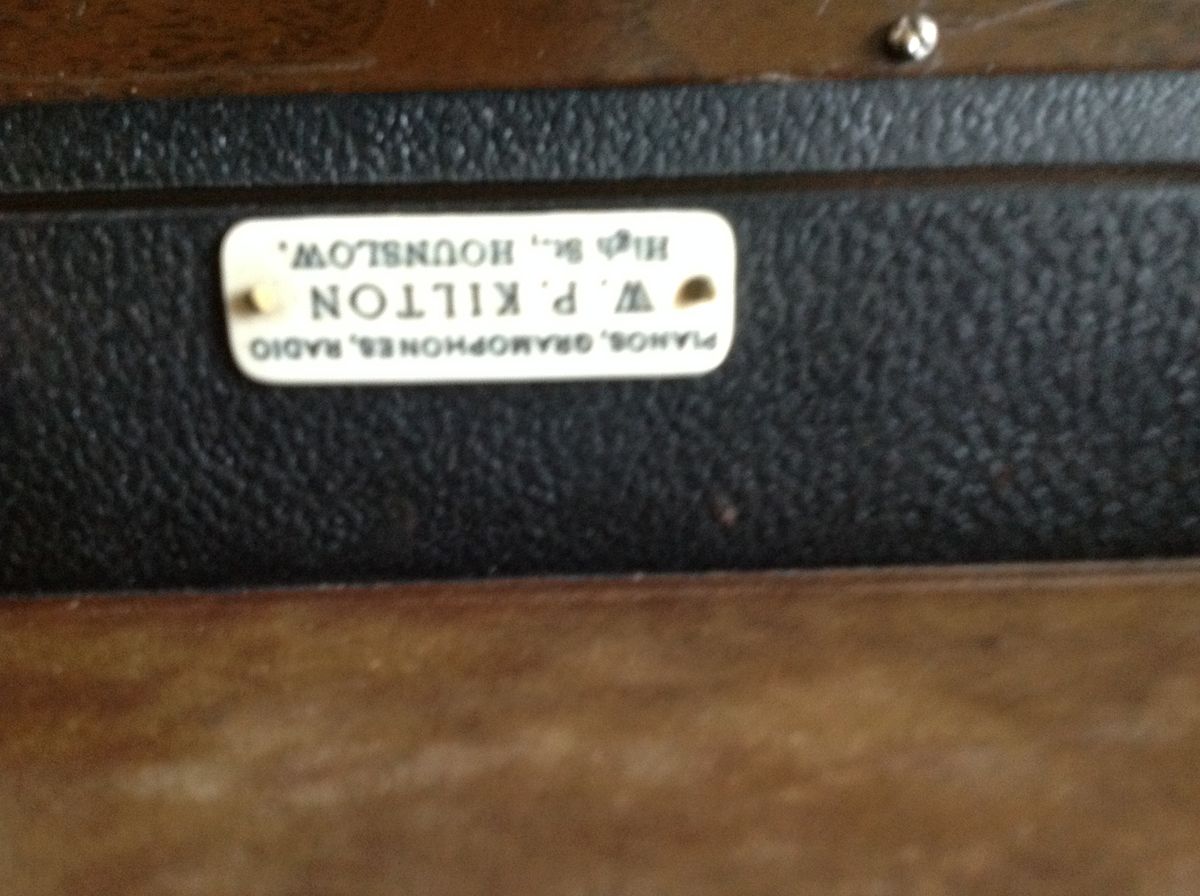 PIANOS, GRAMOPHONES, RADIO
W. P. KILTON
High St., HOUNSLOW.